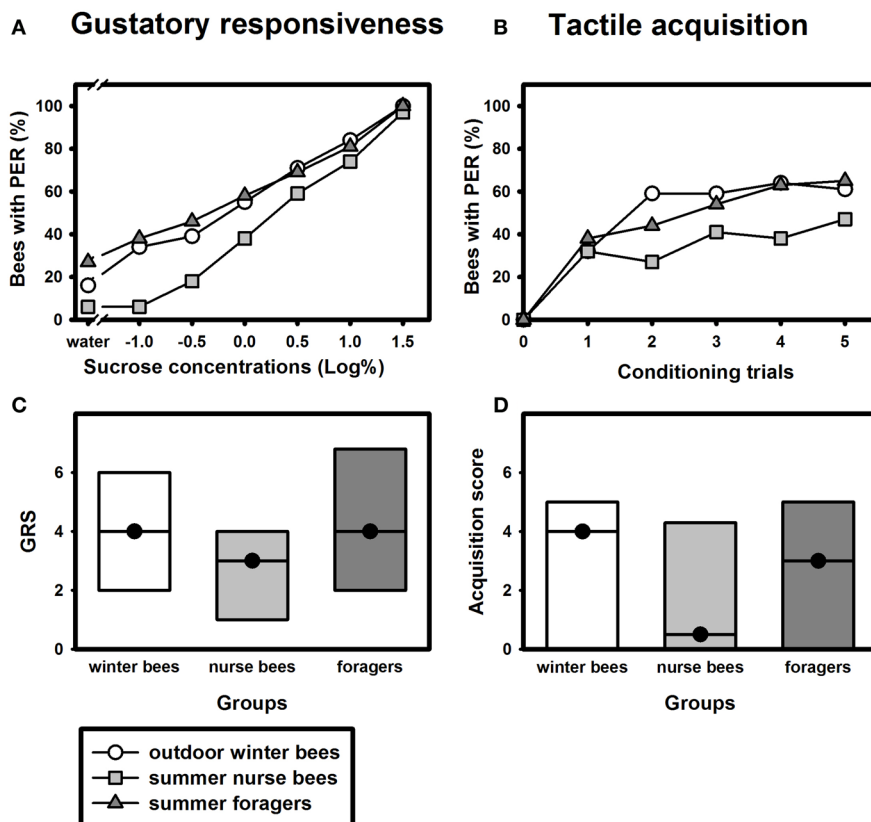 A Gustatory responsiveness
B Tactile acquisition
Bees with PER (%)
100
80
60
40
20
0
water -1.0 -0.5 0.0 0.5 1.0 1.5
Sucrose concentrations (Log%)
Bees with PER (%)
100
80
60
40
20
0
0 1 2 3 4 5
Conditioning trials
C
GRS
6
4
2
0
winter bees nurse bees foragers
Groups
D
Acquisition score
6
4
2
0
winter bees nurse bees foragers
Groups
outdoor winter bees
summer nurse bees
summer foragers